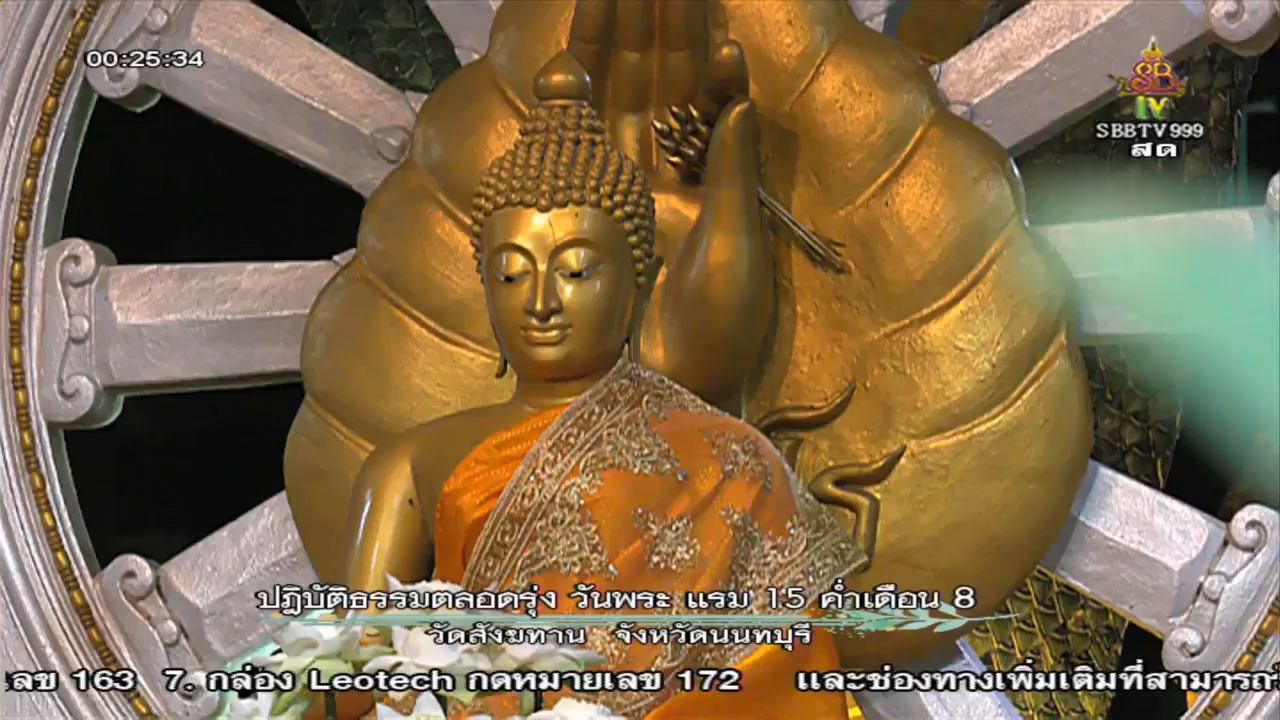 00:25:34
SB
TV
SBBTV999
สด
ปฏิบัติธรรมตลอดรุ่ง วันพระ แรม 15 ค่ำเดือน 8
วัดสังฆทาน จังหวัดนนทบุรี
เลข 163 7. กล่อง Leotech กดหมายเลข 172 และช่องทางเพิ่มเติมที่สามารถ